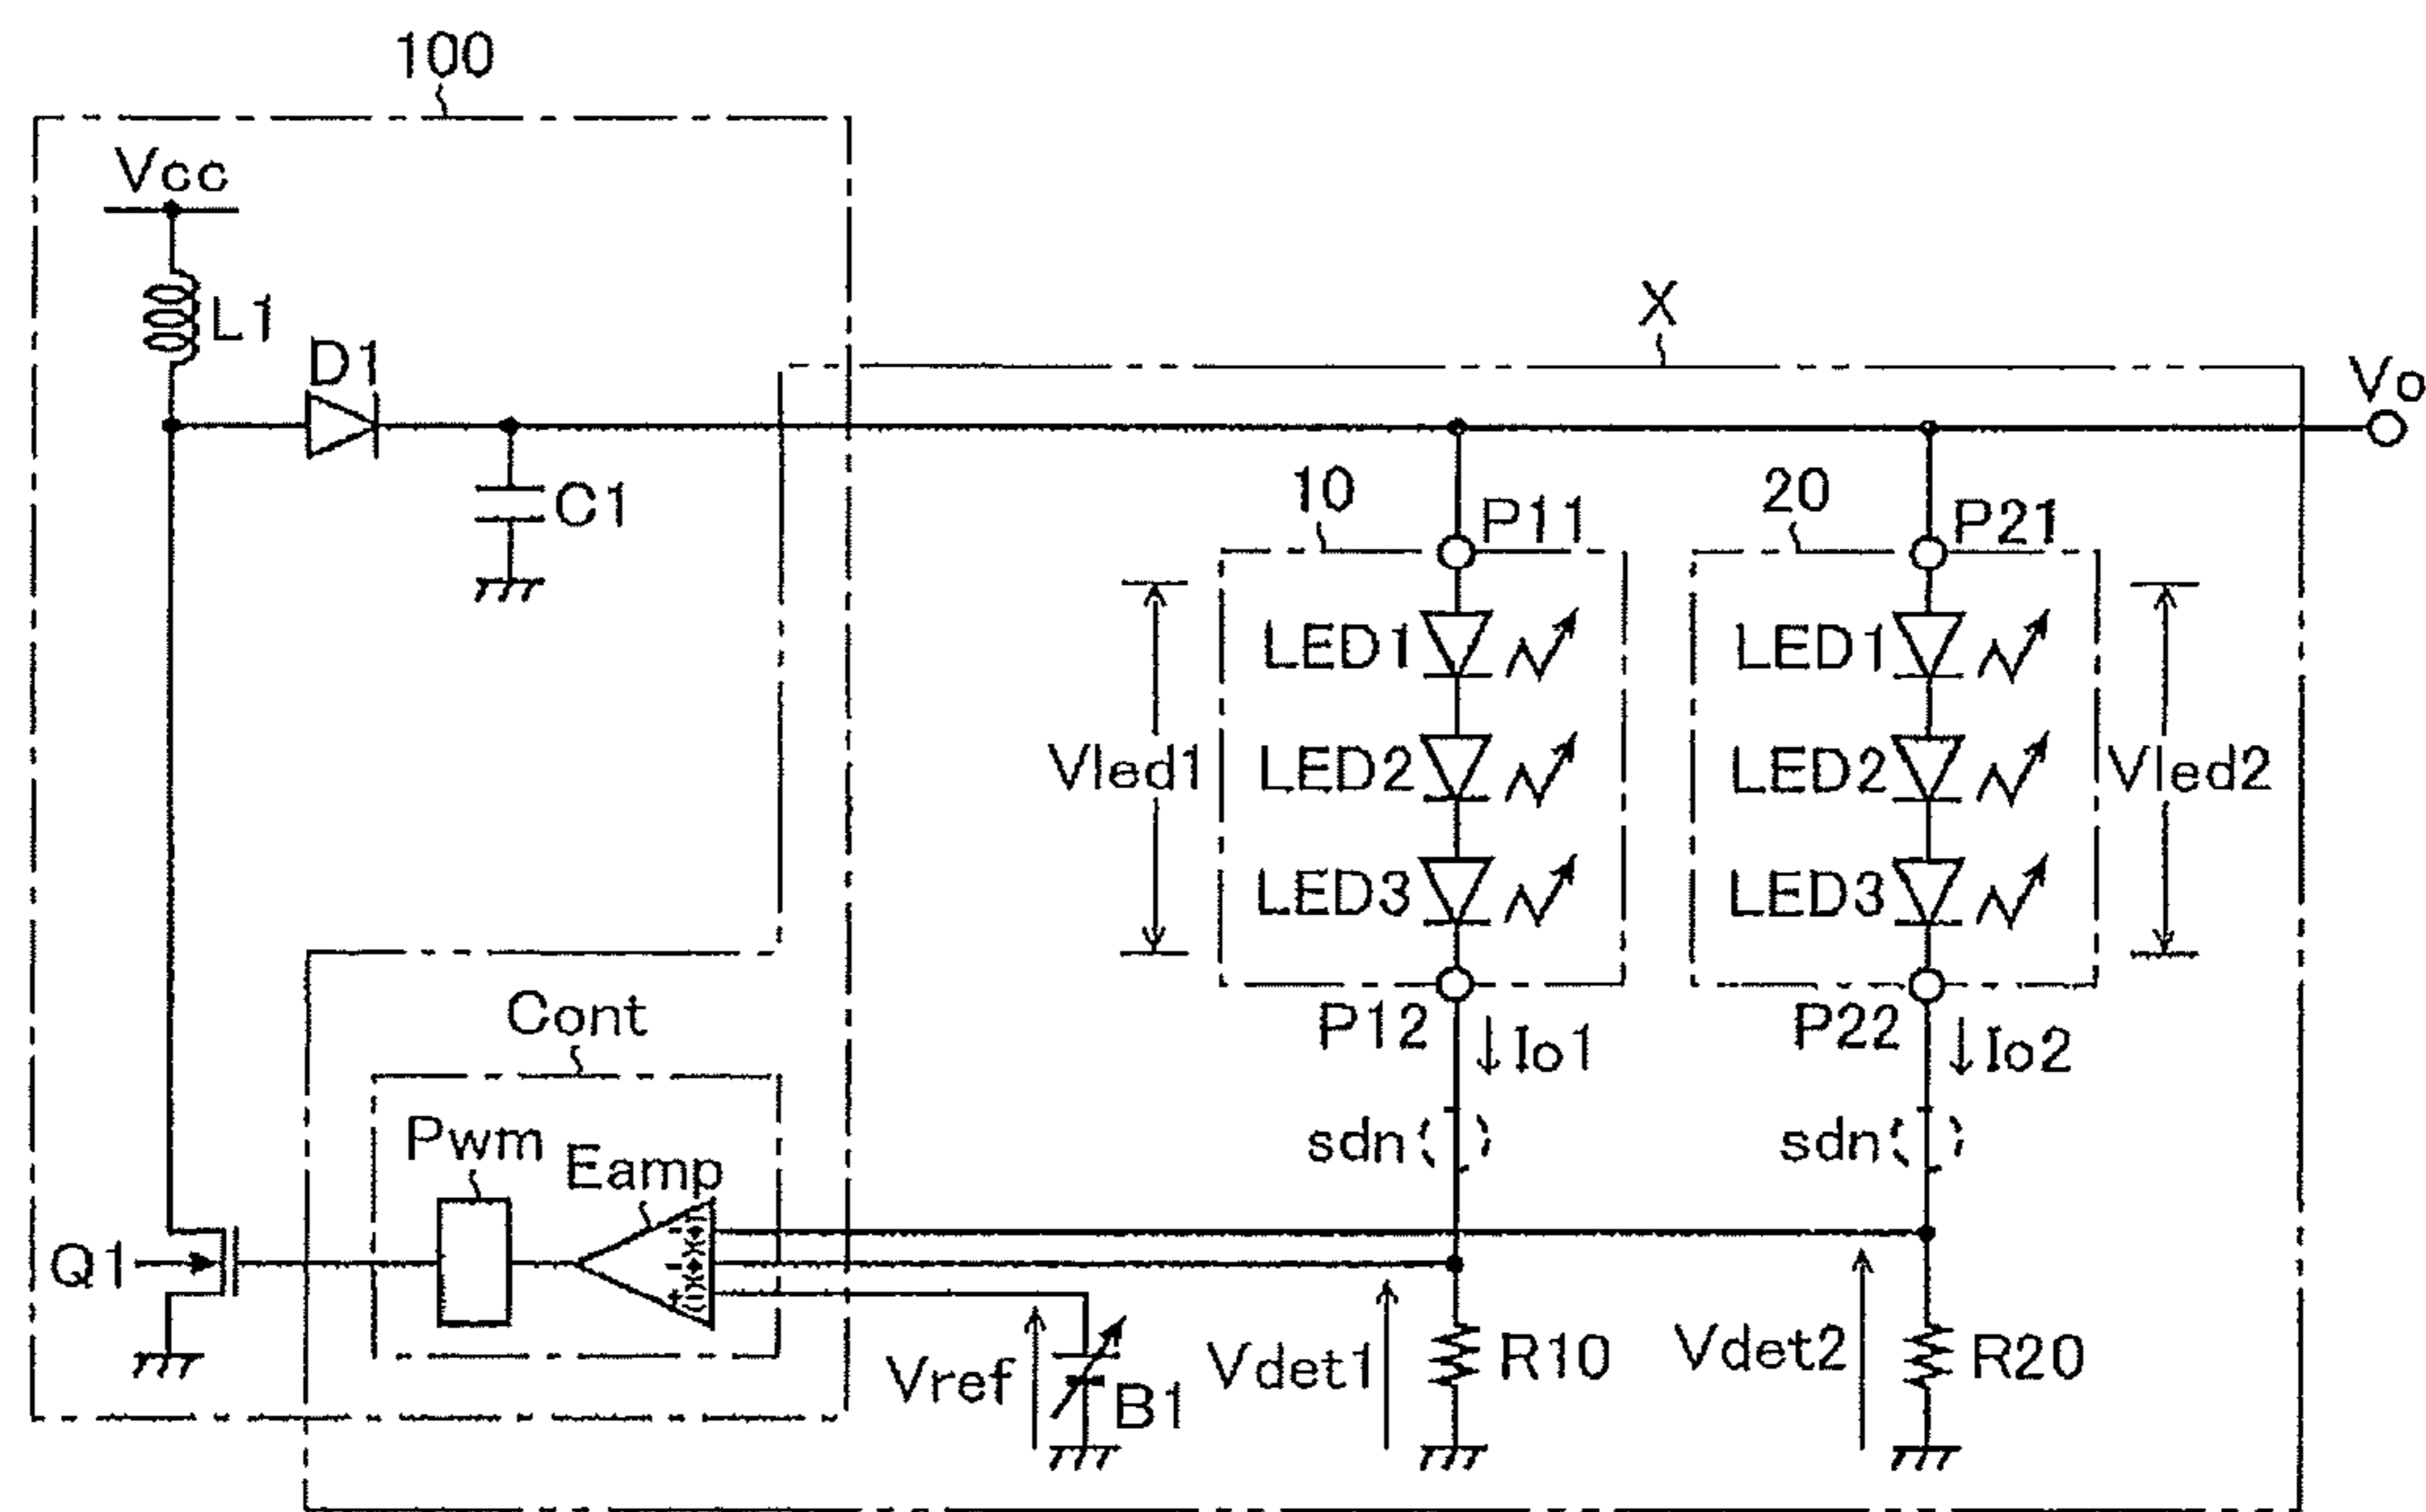 100
Vcc
L1
D1
C1
X
Vo
10
P11
20
P21
LED1
LED1
Vled1
LED2
LED2
Vled2
LED3
LED3
P12
Io1
P22
Io2
Cont
Pwm
Eamp
sdn
sdn
Q1
Vref
B1
Vdet1
R10
Vdet2
R20